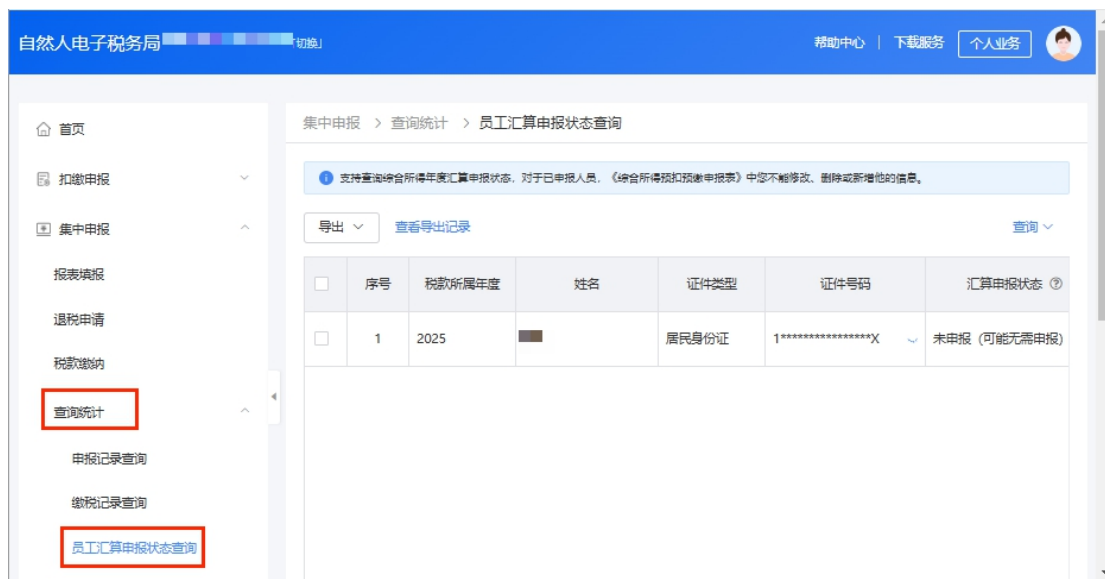 自然人电子税务局
「切换」
帮助中心 | 下载服务 个人业务
首页
扣缴申报
集中申报
报表填报
退税申请
税款缴纳
查询统计
申报记录查询
缴税记录查询
员工汇算申报状态查询
集中申报 > 查询统计 > 员工汇算申报状态查询
支持查询综合所得年度汇算申报状态，对于已申报人员，《综合所得预扣预缴申报表》中您不能修改、删除或新增他的信息。
导出 查看导出记录 查询
序号 税款所属年度 姓名 证件类型 证件号码 汇算申报状态
1 2025 居民身份证 1****************X 未申报（可能无需申报）